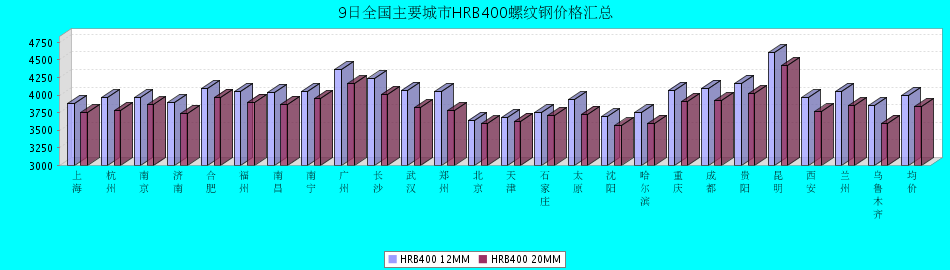 9日全国主要城市HRB400螺纹钢价格汇总
4750
4500
4250
4000
3750
3500
3250
3000
上海 杭州 南京 济南 合肥 福州 南昌 南宁 广州 长沙 武汉 郑州 北京 天津 石家庄 太原 沈阳 哈尔滨 重庆 成都 贵阳 昆明 西安 兰州 乌鲁木齐 均价
HRB400 12MM HRB400 20MM